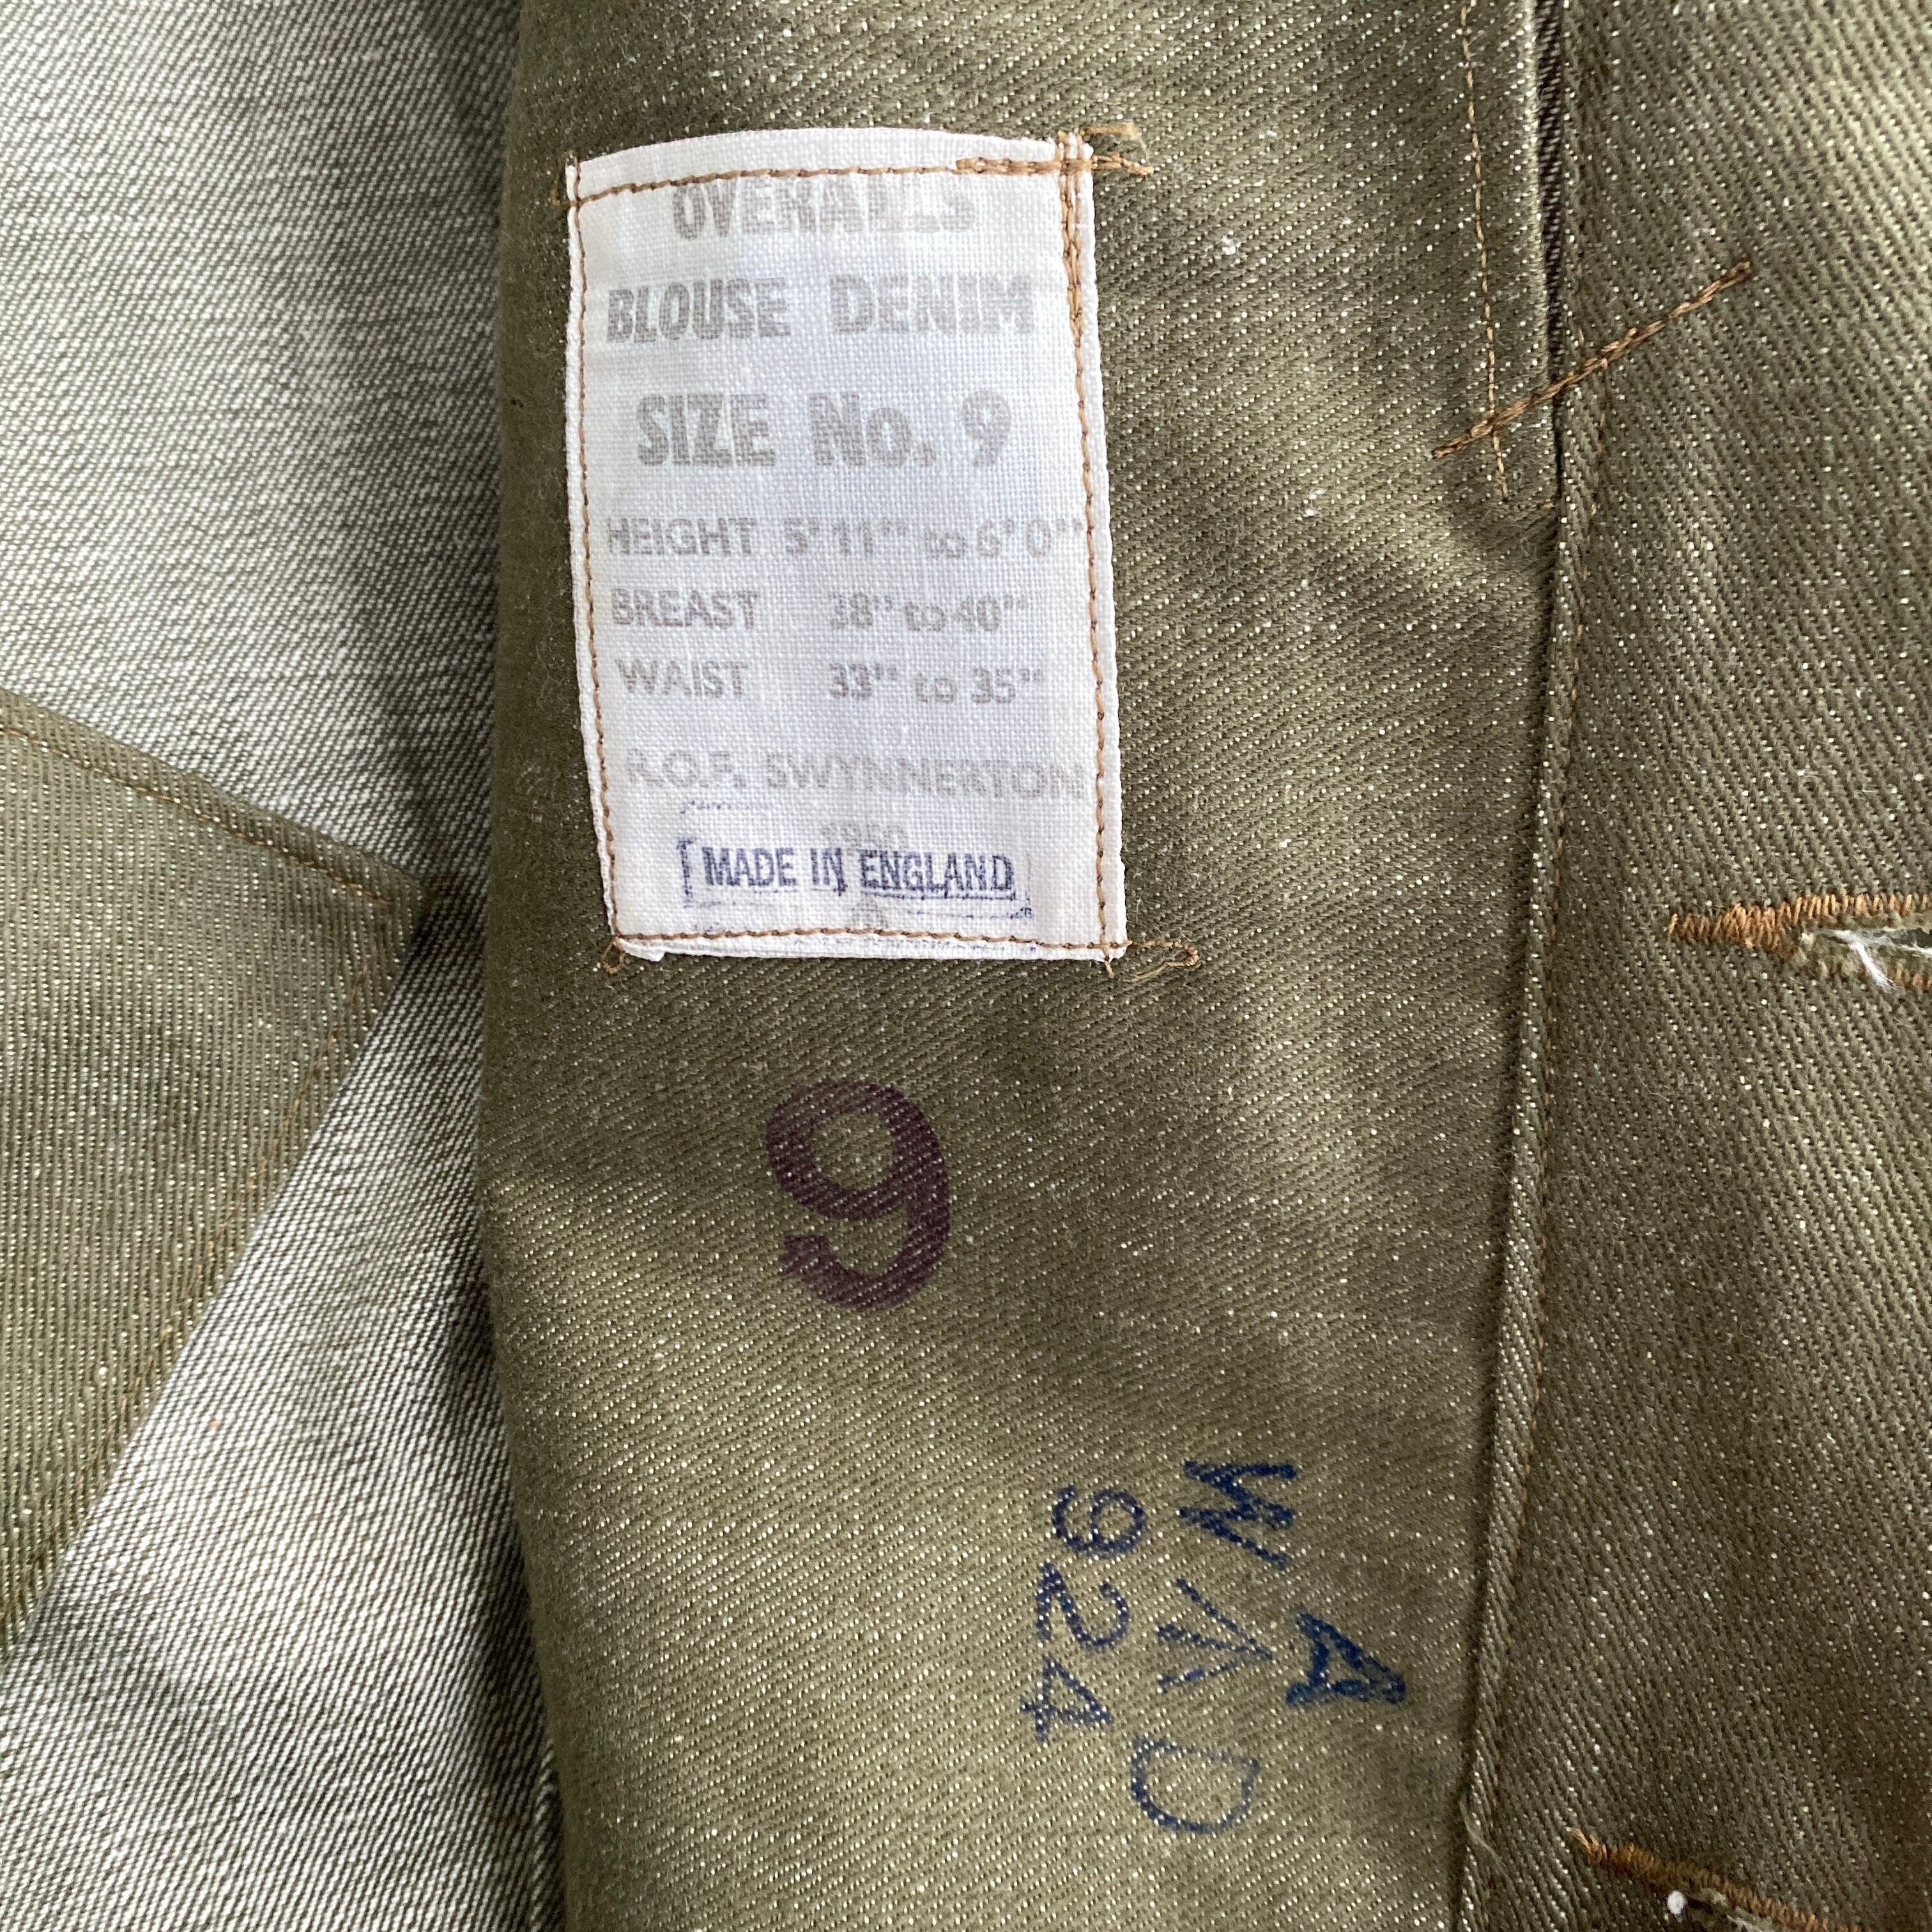 OVERALLS
BLOUSE DENIM
SIZE No. 9
HEIGHT 5' 11" to 6' 0"
BREAST 38" to 40"
WAIST 33" to 35"
R.O.F. SWYNNERTON
MADE IN ENGLAND
9
A
W D
924